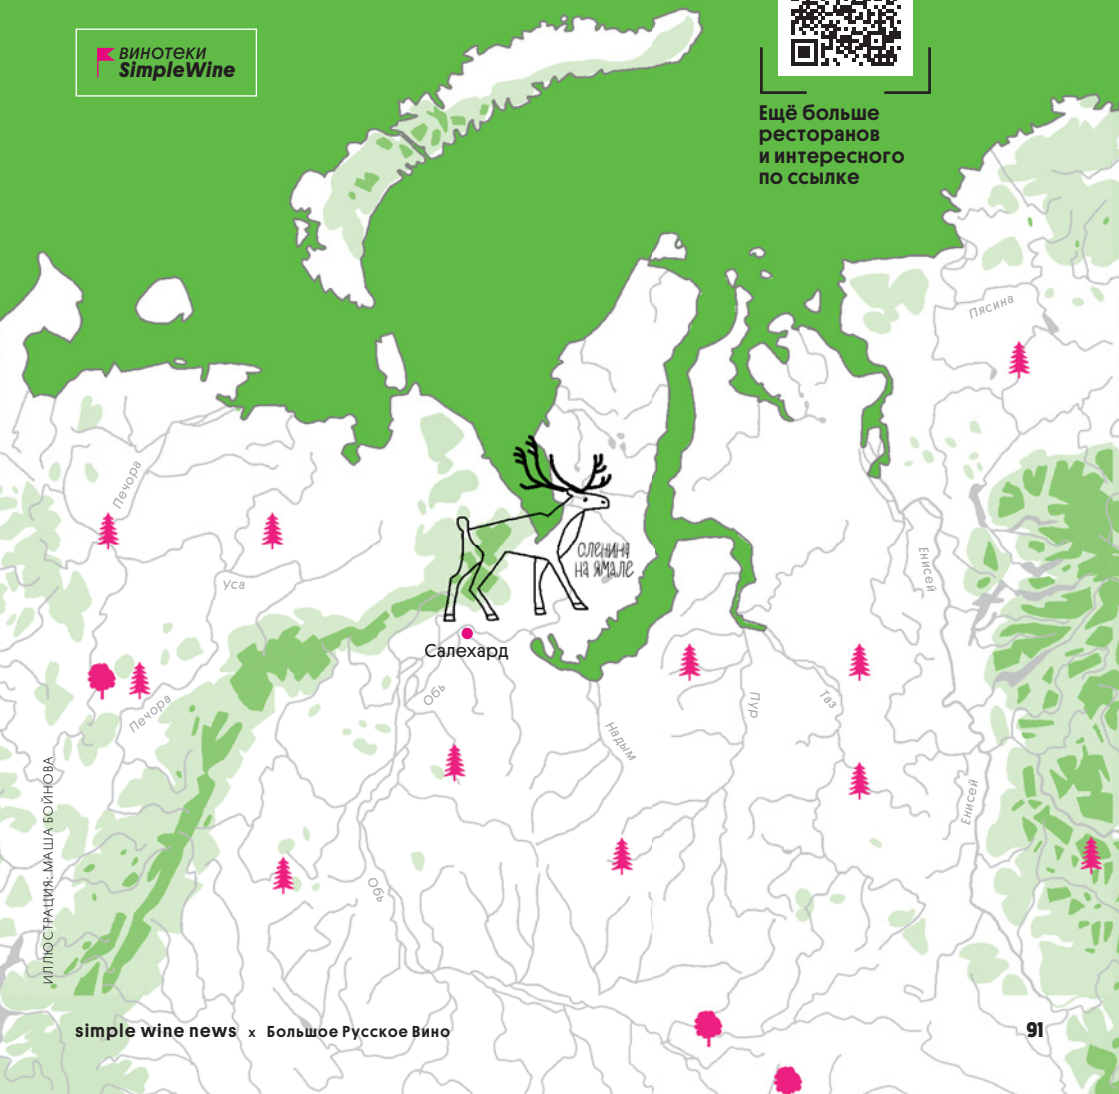 ВИНОТЕКИ
SimpleWine
Ещё больше
ресторанов
и интересного
по ссылке
Пясина
Печора
Уса
Енисей
ОЛЕНИНА
НА ЯМАЛЕ
Салехард
Обь
Печора
Надым
Пур
Таз
Енисей
Обь
ИЛЛЮСТРАЦИЯ: МАША БОЙНОВА
simple wine news x Большое Русское Вино
91